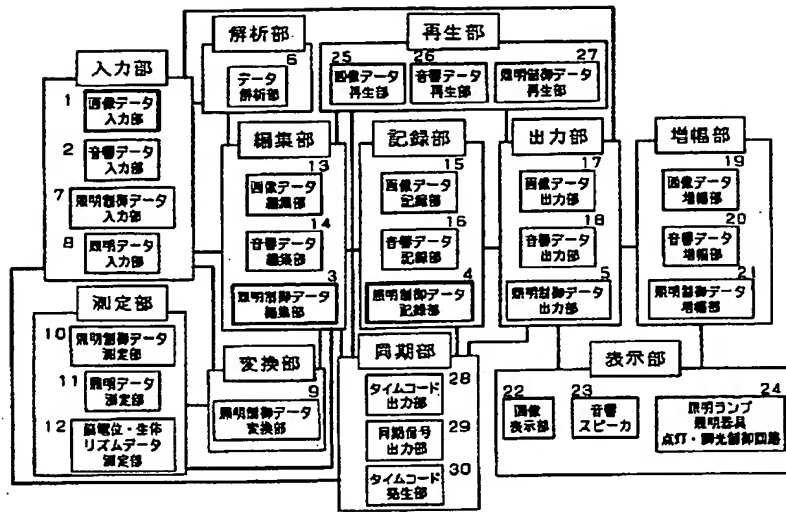 解析部
6
データ
解析部
再生部
25
画像データ
再生部
26
音響データ
再生部
27
照明制御データ
再生部
入力部
1
画像データ
入力部
2
音響データ
入力部
7
照明制御データ
入力部
8
照明データ
入力部
編集部
13
画像データ
編集部
14
音響データ
編集部
3
照明制御データ
編集部
記録部
15
画像データ
記録部
16
音響データ
記録部
4
照明制御データ
記録部
出力部
17
画像データ
出力部
18
音響データ
出力部
5
照明制御データ
出力部
増幅部
19
画像データ
増幅部
20
音響データ
増幅部
21
照明制御データ
増幅部
測定部
10
照明制御データ
測定部
11
照明データ
測定部
12
脳電位・生体
リズムデータ
測定部
変換部
9
照明制御データ
変換部
同期部
28
タイムコード
出力部
29
同期信号
出力部
30
タイムコード
発生部
表示部
22
画像
表示部
23
音響
スピーカ
24
照明ランプ
照明器具
点灯・調光制御回路